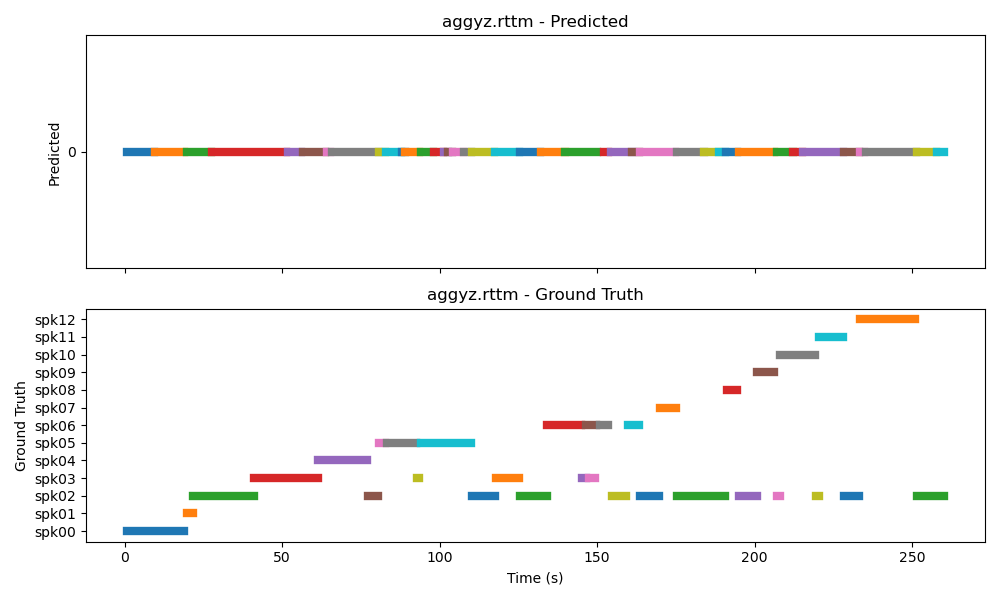 aggyz.rttm - Predicted
Predicted
0
aggyz.rttm - Ground Truth
Ground Truth
spk12
spk11
spk10
spk09
spk08
spk07
spk06
spk05
spk04
spk03
spk02
spk01
spk00
0 50 100 150 200 250
Time (s)